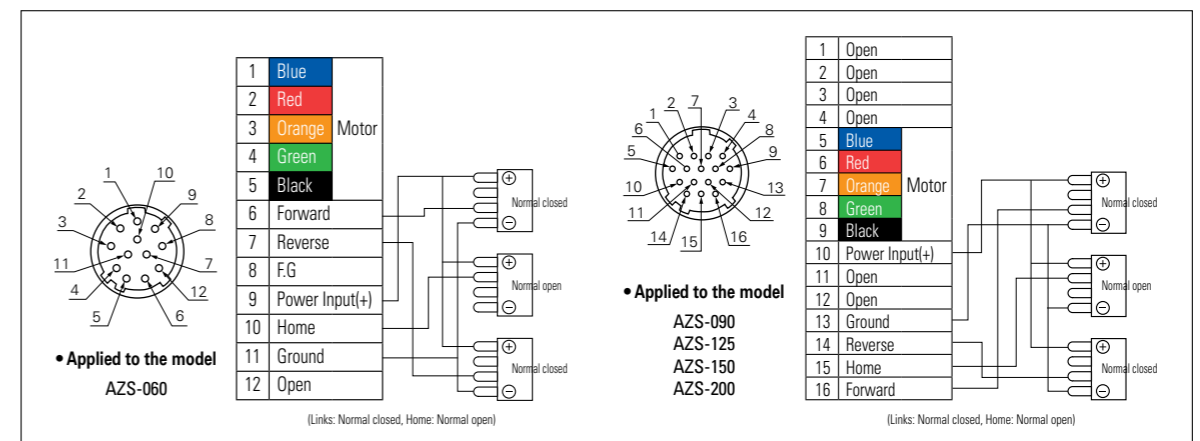 1 Blue
2 Red
3 Orange Motor
4 Green
5 Black
6 Forward
7 Reverse
8 F.G
9 Power Input(+)
10 Home
11 Ground
12 Open
1 10
2 9
3 8
11 7
4 12
5 6
• Applied to the model
AZS-060
⊕
Normal closed
⊖
⊕
Normal open
⊖
⊕
Normal closed
⊖
(Links: Normal closed, Home: Normal open)
1 Open
2 Open
3 Open
4 Open
5 Blue
6 Red
7 Orange Motor
8 Green
9 Black
10 Power Input(+)
11 Open
12 Open
13 Ground
14 Reverse
15 Home
16 Forward
2 7 3
1 4
6 8
5 9
10 13
11 12
14 15 16
• Applied to the model
AZS-090
AZS-125
AZS-150
AZS-200
⊕
Normal closed
⊖
⊕
Normal open
⊖
⊕
Normal closed
⊖
(Links: Normal closed, Home: Normal open)